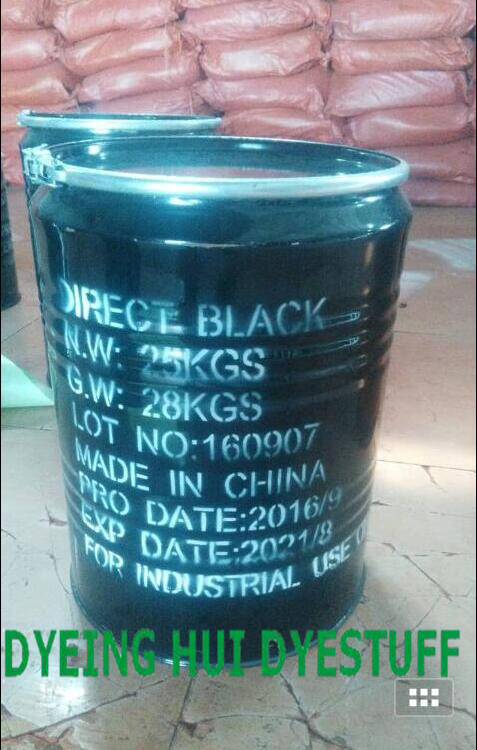 DIRECT BLACK
N.W: 25KGS
G.W: 28KGS
LOT NO:160907
MADE IN CHINA
PRO DATE:2016/9
EXP DATE:2021/8
FOR INDUSTRIAL USE O
DYEING HUI DYESTUFF